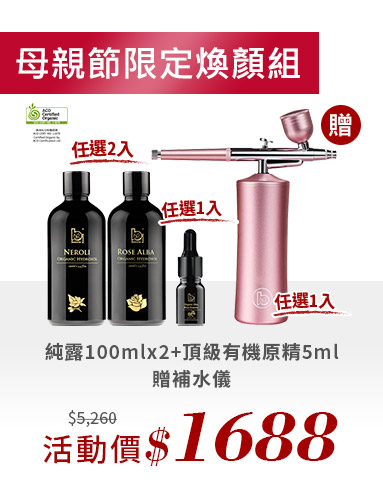 母親節限定煥顏組
ACO
Certified
Organic
贈
任選2入
任選1入
NEROLI
ORGANIC HYDROSOL
ROSE ALBA
ORGANIC HYDROSOL
任選1入
純露100mlx2+頂級有機原精5ml
贈補水儀
$5,260
活動價$1688